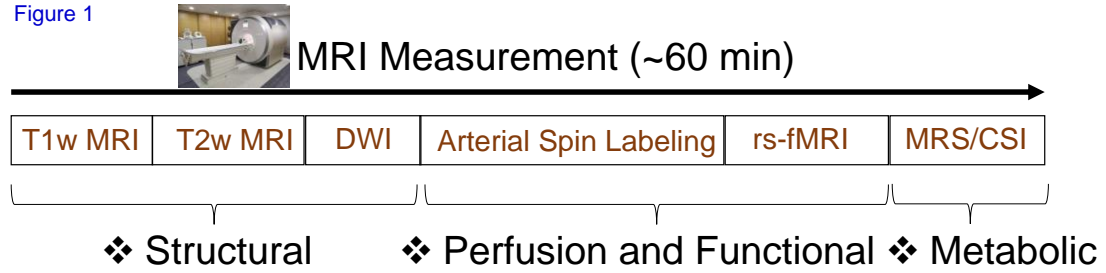 Figure 1
MRI Measurement (~60 min)
T1w MRI T2w MRI DWI Arterial Spin Labeling rs-fMRI MRS/CSI
❖ Structural ❖ Perfusion and Functional ❖ Metabolic